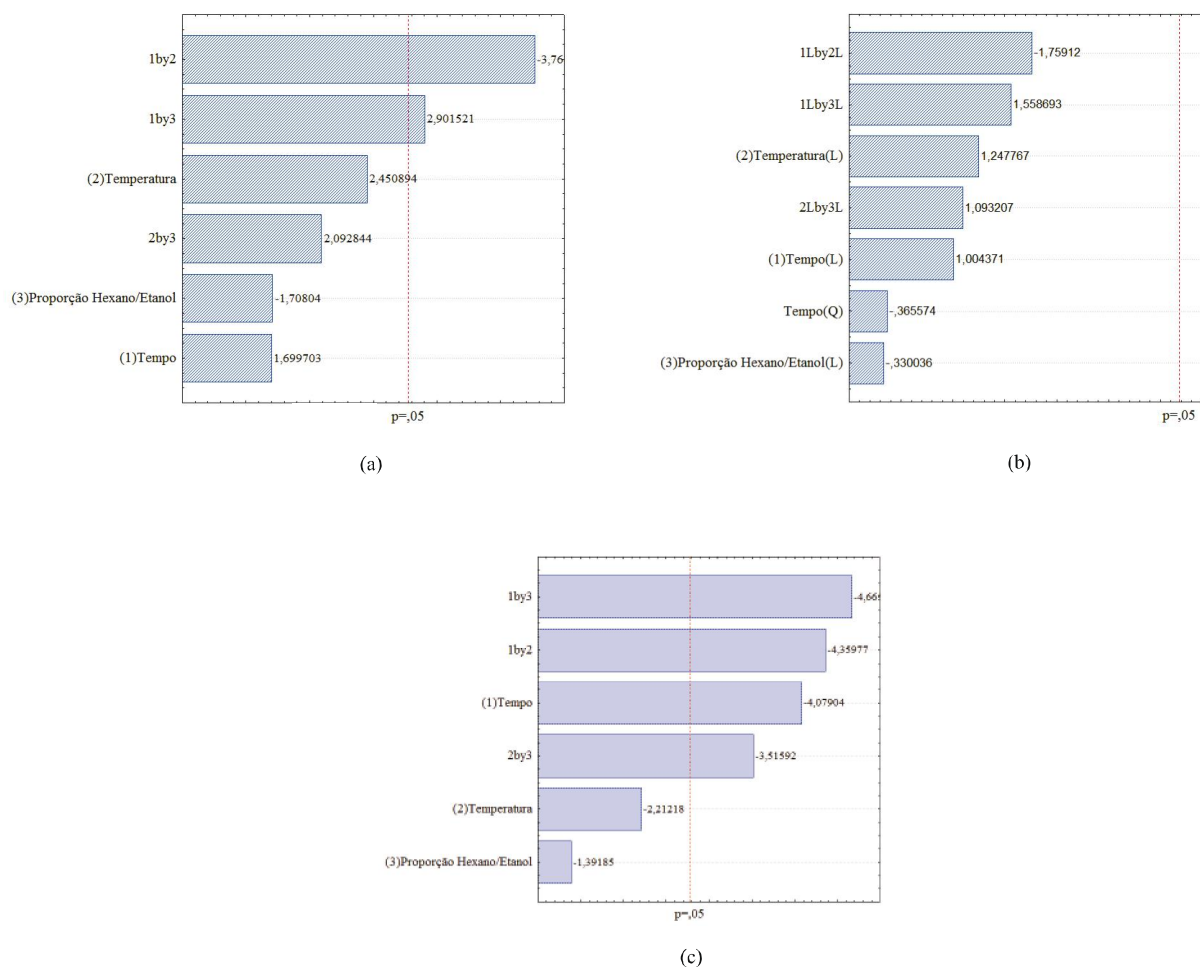 1by2
-3,76
1by3
2,901521
(2)Temperatura
2,450894
2by3
2,092844
(3)Proporção Hexano/Etanol
-1,70804
(1)Tempo
1,699703
p=,05
(a)
1Lby2L
-1,75912
1Lby3L
1,558693
(2)Temperatura(L)
1,247767
2Lby3L
1,093207
(1)Tempo(L)
1,004371
Tempo(Q)
-,365574
(3)Proporção Hexano/Etanol(L)
-,330036
p=,05
(b)
1by3
-4,669
1by2
-4,35977
(1)Tempo
-4,07904
2by3
-3,51592
(2)Temperatura
-2,21218
(3)Proporção Hexano/Etanol
-1,39185
p=,05
(c)